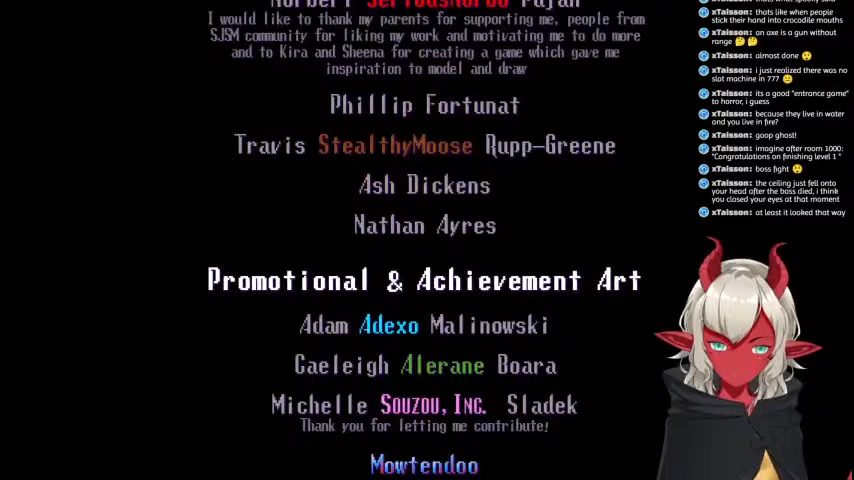 Norbert SeriousNorbo Pajan
I would like to thank my parents for supporting me, people from
SJSM community for liking my work and motivating me to do more
and to Kira and Sheena for creating a game which gave me
inspiration to model and draw
Phillip Fortunat
Travis StealthyMoose Rupp-Greene
Ash Dickens
Nathan Ayres
Promotional & Achievement Art
Adam Adexo Malinowski
Caeleigh Alerane Boara
Michelle SOUZOU, INC. Sladek
Thank you for letting me contribute!
Mowtendoo
xTaisson: thats like when people
stick their hand into crocodile mouths
xTaisson: an axe is a gun without
range 🤔 🤔
xTaisson: almost done 😲
xTaisson: i just realized there was no
slot machine in 777 😕
xTaisson: its a good "entrance game"
to horror, i guess
xTaisson: because they live in water
and you live in fire?
xTaisson: goop ghost!
xTaisson: imagine after room 1000:
"Congratulations on finishing level 1 "
xTaisson: boss fight 😲
xTaisson: the ceiling just fell onto
your head after the boss died, i think
you closed your eyes at that moment
xTaisson: at least it looked that way